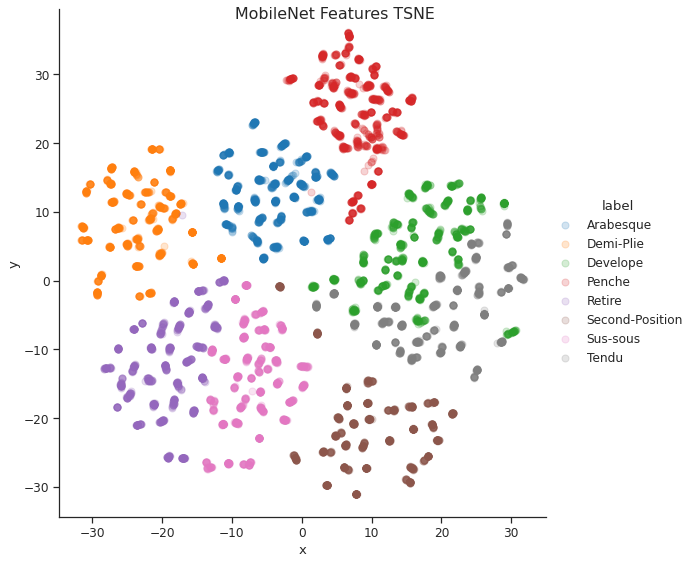 MobileNet Features TSNE
30
20
10
0
−10
−20
−30
y
−30
−20
−10
0
10
20
30
x
label
Arabesque
Demi-Plie
Develope
Penche
Retire
Second-Position
Sus-sous
Tendu